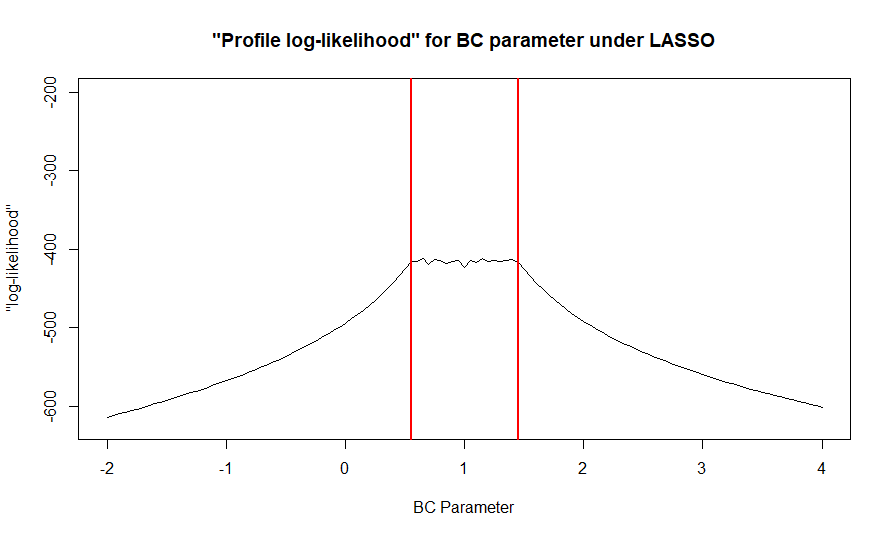 "Profile log-likelihood" for BC parameter under LASSO
"log-likelihood"
-200
-300
-400
-500
-600
-2 -1 0 1 2 3 4
BC Parameter